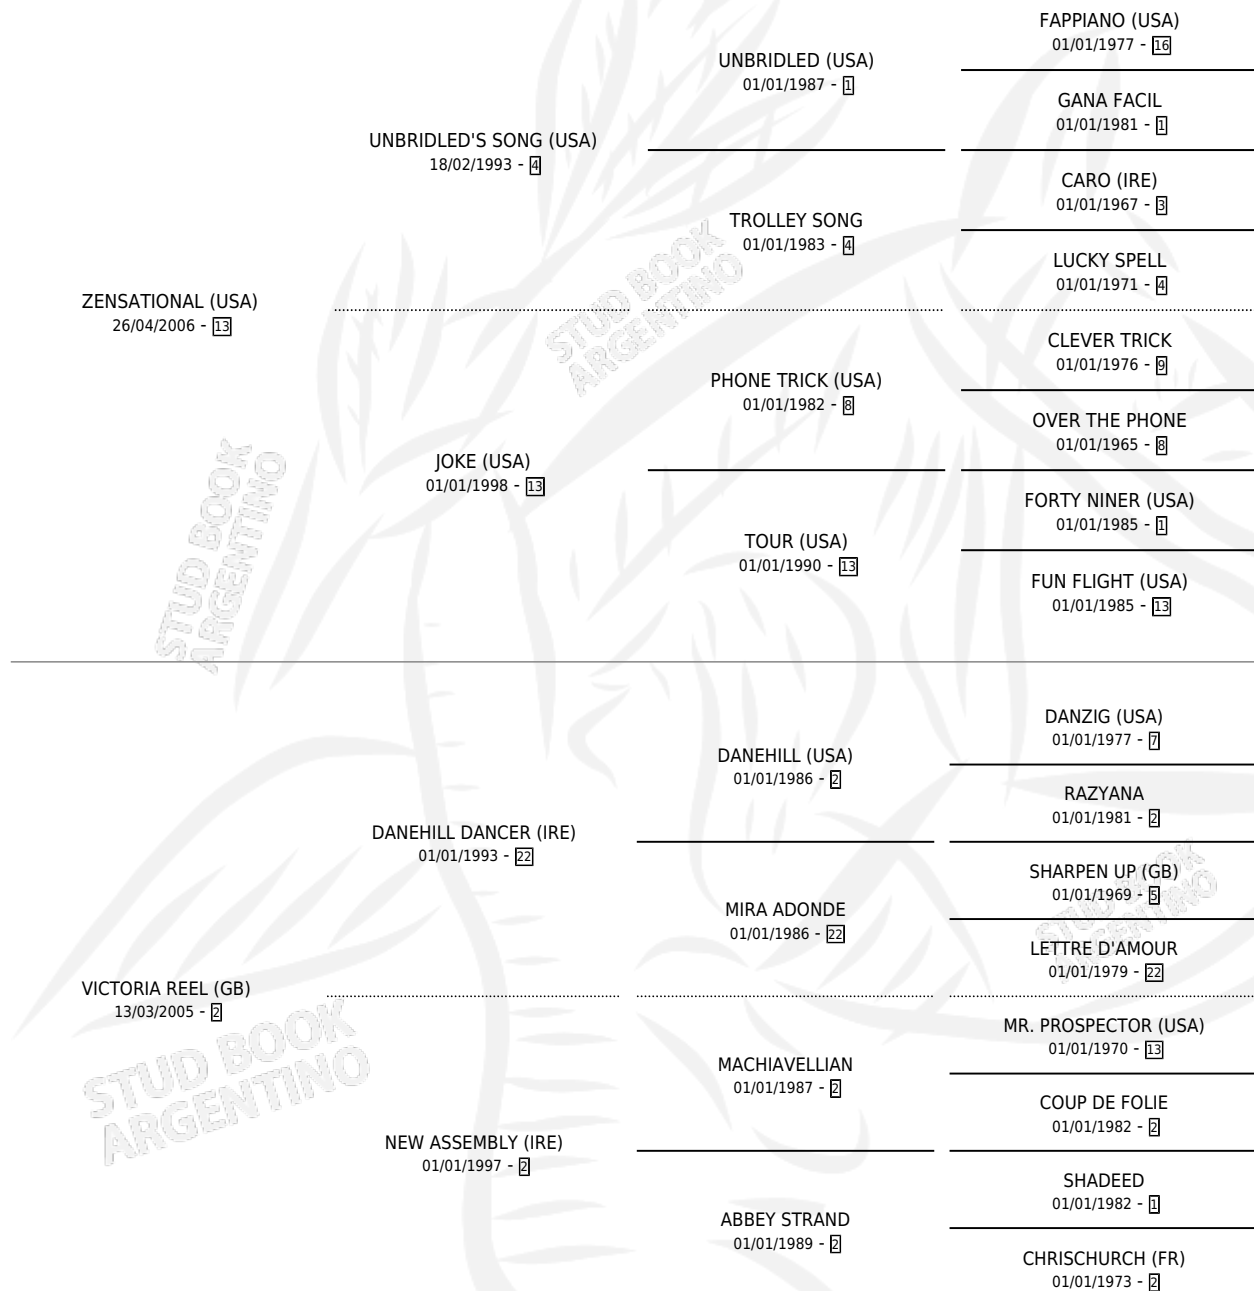 FAPPIANO (USA)
01/01/1977 - 16
UNBRIDLED (USA)
01/01/1987 - 1
GANA FACIL
01/01/1981 - 1
UNBRIDLED'S SONG (USA)
18/02/1993 - 4
CARO (IRE)
01/01/1967 - 3
TROLLEY SONG
01/01/1983 - 4
LUCKY SPELL
01/01/1971 - 4
ZENSATIONAL (USA)
26/04/2006 - 13
STUD BOOK
ARGENTINO
CLEVER TRICK
01/01/1976 - 9
PHONE TRICK (USA)
01/01/1982 - 8
OVER THE PHONE
01/01/1965 - 8
JOKE (USA)
01/01/1998 - 13
FORTY NINER (USA)
01/01/1985 - 1
TOUR (USA)
01/01/1990 - 13
FUN FLIGHT (USA)
01/01/1985 - 13
STUD BOOK
ARGENTINO
DANZIG (USA)
01/01/1977 - 7
DANEHILL (USA)
01/01/1986 - 2
RAZYANA
01/01/1981 - 2
DANEHILL DANCER (IRE)
01/01/1993 - 22
SHARPEN UP (GB)
01/01/1969 - 5
MIRA ADONDE
01/01/1986 - 22
STUD BOOK
ARGENTINO
LETTRE D'AMOUR
01/01/1979 - 22
VICTORIA REEL (GB)
13/03/2005 - 2
MR. PROSPECTOR (USA)
01/01/1970 - 13
MACHIAVELLIAN
01/01/1987 - 2
STUD BOOK
ARGENTINO
COUP DE FOLIE
01/01/1982 - 2
NEW ASSEMBLY (IRE)
01/01/1997 - 2
SHADEED
01/01/1982 - 1
ABBEY STRAND
01/01/1989 - 2
CHRISCHURCH (FR)
01/01/1973 - 2